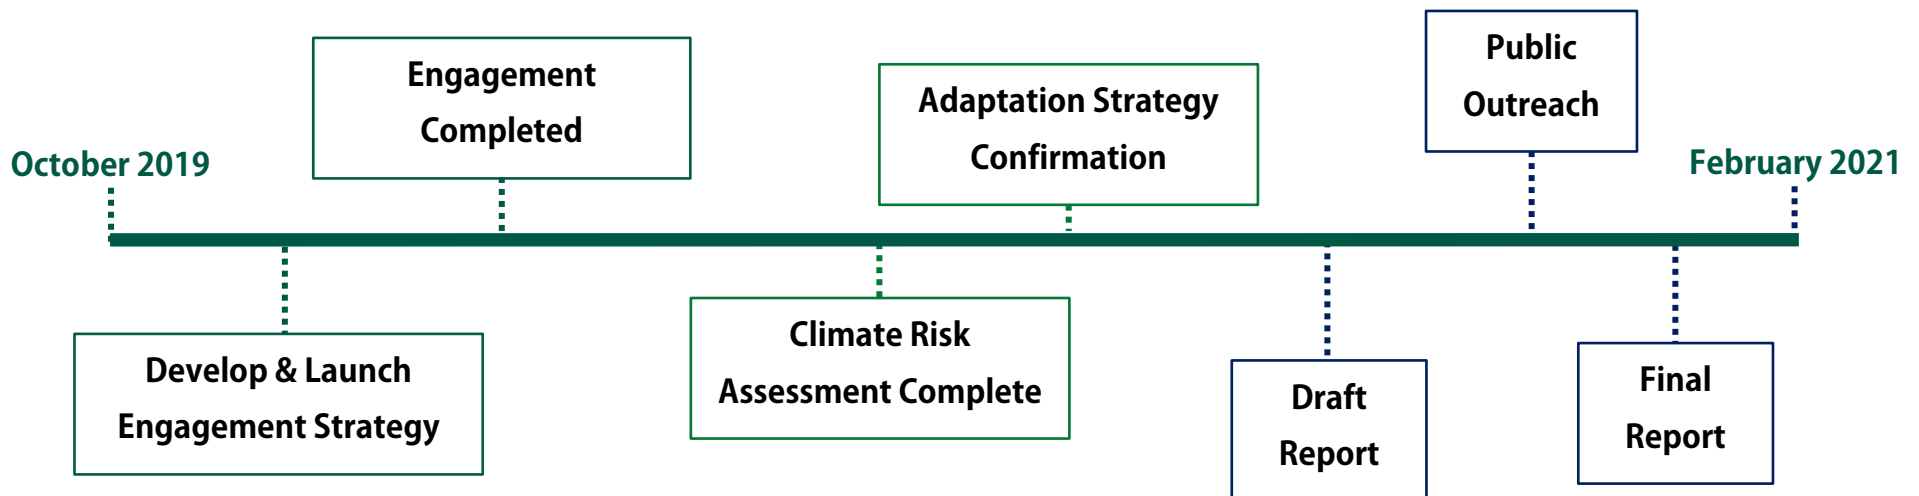 October 2019
Develop & Launch
Engagement Strategy
Engagement
Completed
Climate Risk
Assessment Complete
Adaptation Strategy
Confirmation
Draft
Report
Public
Outreach
Final
Report
February 2021